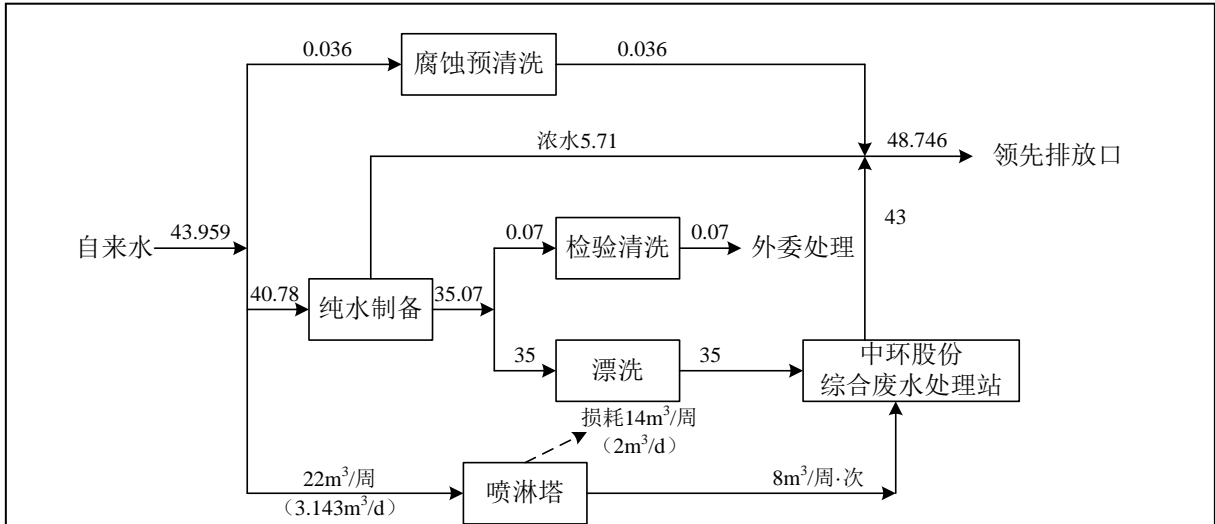 0.036
腐蚀预清洗
0.036
浓水5.71
48.746
领先排放口
自来水
43.959
43
0.07
检验清洗
0.07
外委处理
40.78
纯水制备
35.07
35
漂洗
35
中环股份
综合废水处理站
损耗14m³/周
（2m³/d）
22m³/周
（3.143m³/d）
喷淋塔
8m³/周·次